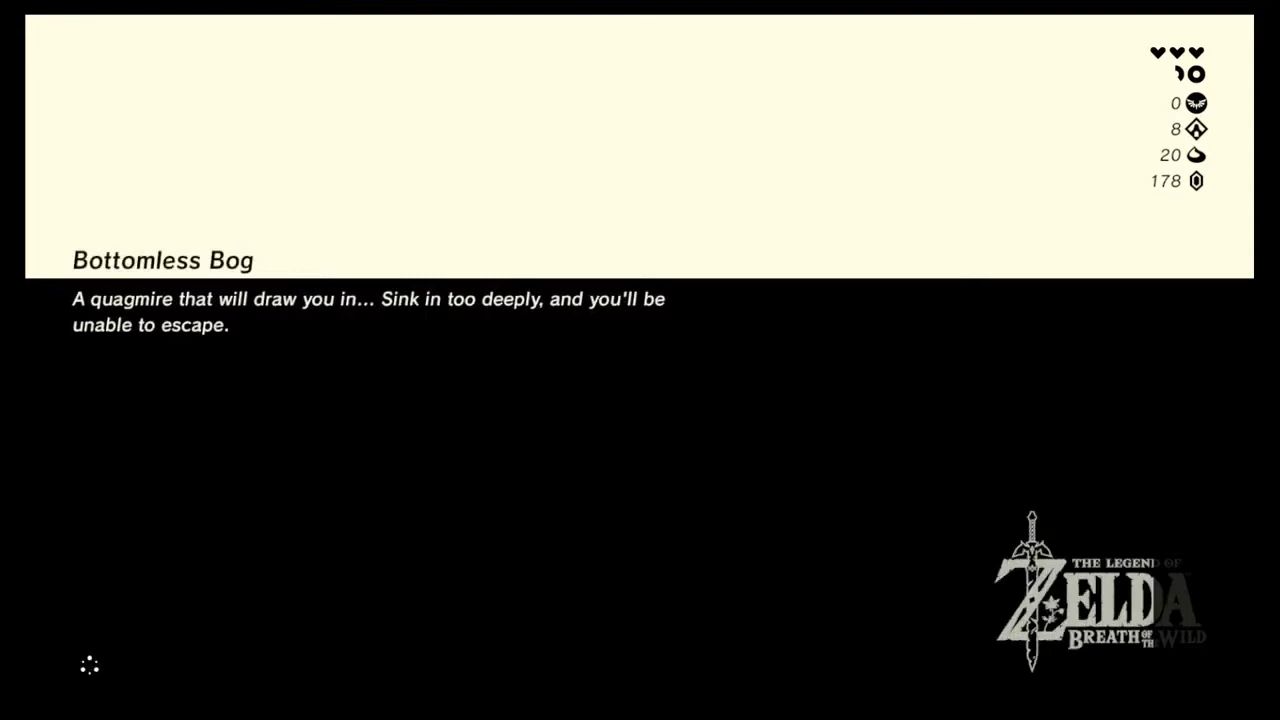 0
8
20
178
Bottomless Bog
A quagmire that will draw you in... Sink in too deeply, and you'll be
unable to escape.
THE LEGEND OF
ZELDA
BREATH OF THE WILD